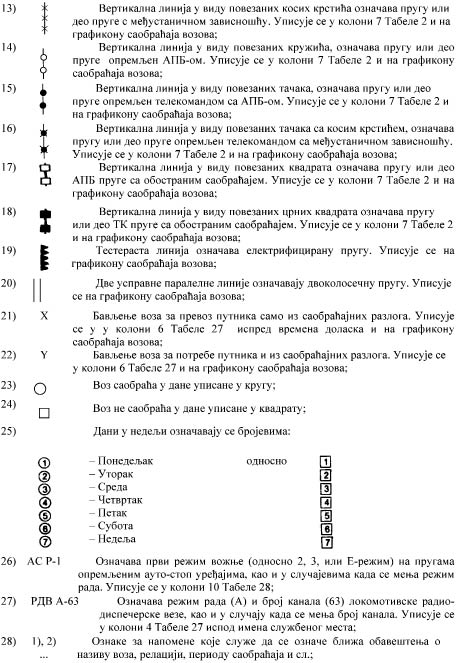 13) Вертикална линија у виду повезаних косих крстића означава пругу или
део пруге с међустаничном зависношћу. Уписује се у колони 7 Табеле 2 и на
графикону саобраћаја возова;
14) Вертикална линија у виду повезаних кружића, означава пругу или део
пруге опремљен АПБ-ом. Уписује се у колони 7 Табеле 2 и на графикону
саобраћаја возова;
15) Вертикална линија у виду повезаних тачака, означава пругу или део
пруге опремљен телекомандом са АПБ-ом. Уписује се у колони 7 Табеле 2 и
на графикону саобраћаја возова;
16) Вертикална линија у виду повезаних тачака са косим крстићем, означава
пругу или део пруге опремљен телекомандом са међустаничном зависношћу.
Уписује се у колони 7 Табеле 2 и на графикону саобраћаја возова;
17) Вертикална линија у виду повезаних квадрата означава пругу или део
АПБ пруге са обостраним саобраћајем. Уписује се у колони 7 Табеле 2 и на
графикону саобраћаја возова;
18) Вертикална линија у виду повезаних црних квадрата означава пругу
или део ТК пруге са обостраним саобраћајем. Уписује се у колони 7 Табеле 2
и на графикону саобраћаја возова;
19) Тестераста линија означава електрифицирану пругу. Уписује се на
графикону саобраћаја возова;
20) Две усправне паралелне линије означавају двоколосечну пругу. Уписује
се на графикону саобраћаја возова;
21) X Бављење воза за превоз путника само из саобраћајних разлога. Уписује
се у у колони 6 Табеле 27 испред времена доласка и на графикону
саобраћаја возова;
22) Y Бављење воза за потребе путника и из саобраћајних разлога. Уписује се
у колони 6 Табеле 27 и на графикону саобраћаја возова;
23) Воз саобраћа у дане уписане у кругу;
24) Воз не саобраћа у дане уписане у квадрату;
25) Дани у недељи означавају се бројевима:
1 – Понедељак односно 1
2 – Уторак 2
3 – Среда 3
4 – Четвртак 4
5 – Петак 5
6 – Субота 6
7 – Недеља 7
26) АС Р-1 Означава први режим вожње (односно 2, 3, или Е-режим) на пругама
опремљеним ауто-стоп уређајима, као и у случајевима када се мења режим
рада. Уписује се у колони 10 Табеле 28;
27) РДВ А-63 Означава режим рада (А) и број канала (63) локомотивске радио-
диспечерске везе, као и у случају када се мења број канала. Уписује се
у колони 4 Табеле 27 испод имена службеног места;
28) 1), 2) Ознаке за напомене које служе да се означе ближа обавештења о
... називу воза, релацији, периоду саобраћаја и сл.;